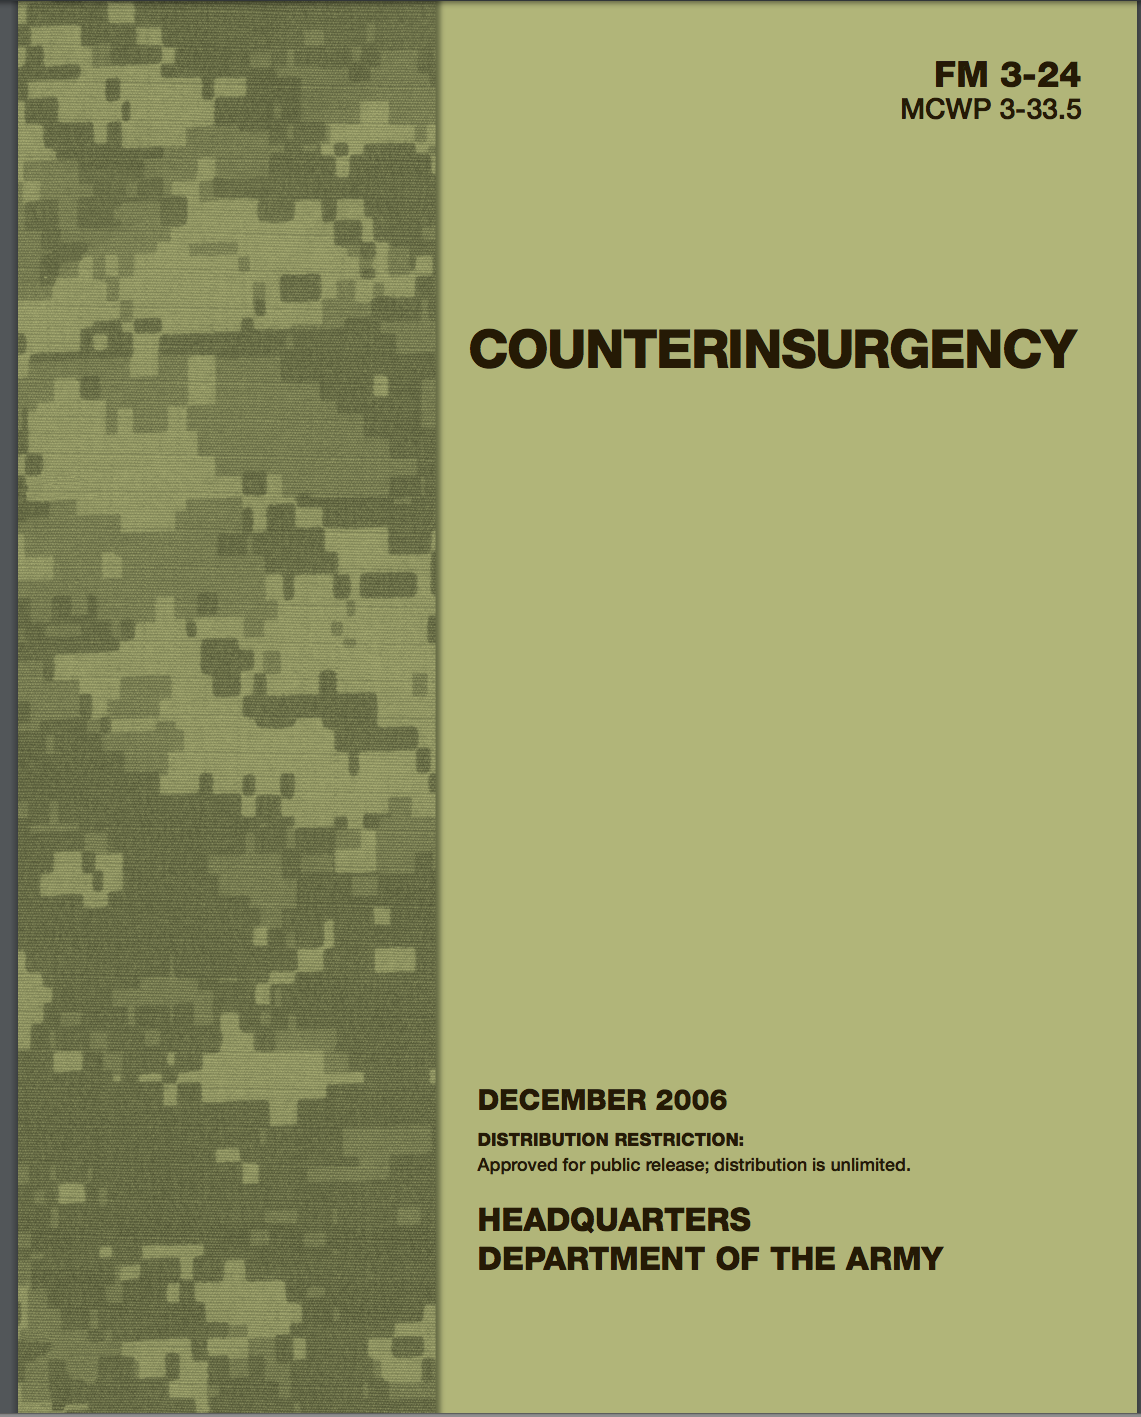 FM 3-24
MCWP 3-33.5
COUNTERINSURGENCY
DECEMBER 2006
DISTRIBUTION RESTRICTION:
Approved for public release; distribution is unlimited.
HEADQUARTERS
DEPARTMENT OF THE ARMY